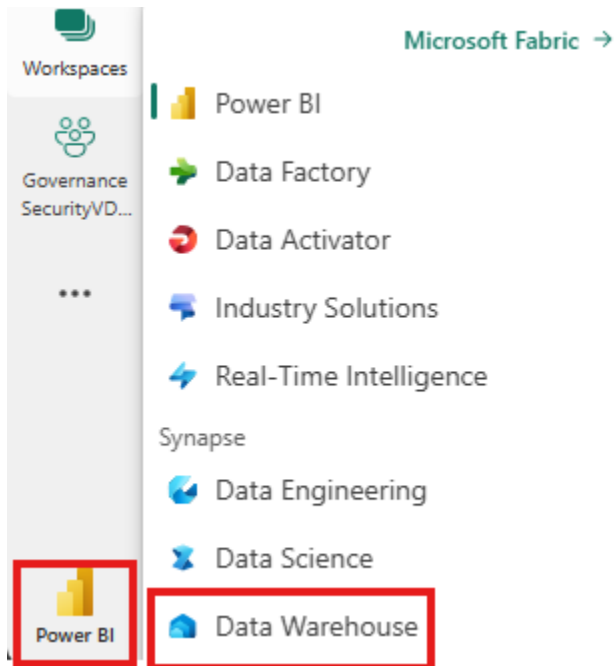 Workspaces
Governance
SecurityVD...
Power BI
Microsoft Fabric →
Power BI
Data Factory
Data Activator
Industry Solutions
Real-Time Intelligence
Synapse
Data Engineering
Data Science
Data Warehouse